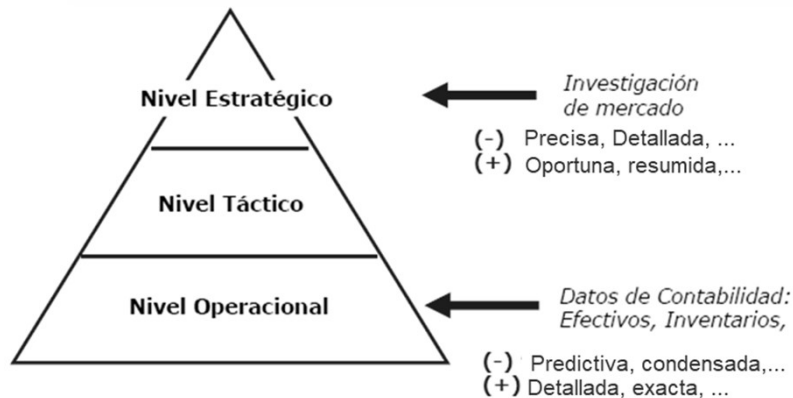 Nivel Estratégico
Investigación
de mercado
(-) Precisa, Detallada, ...
(+) Oportuna, resumida,...
Nivel Táctico
Nivel Operacional
Datos de Contabilidad:
Efectivos, Inventarios,
(-) Predictiva, condensada,...
(+) Detallada, exacta, ...